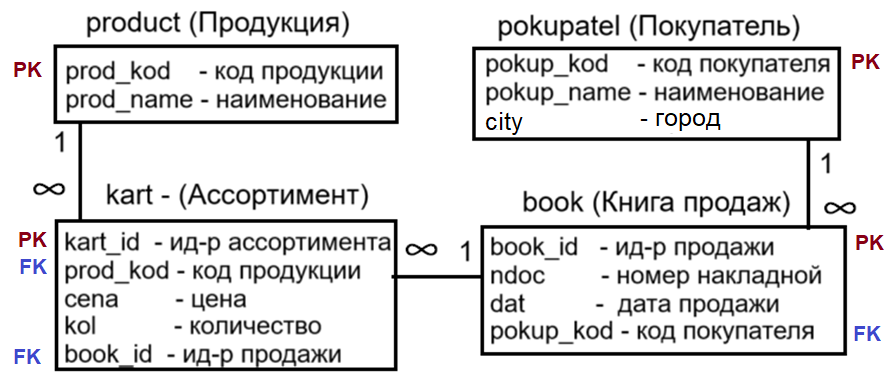 product (Продукция)
PK
prod_kod - код продукции
prod_name - наименование
1
∞
pokupatel (Покупатель)
pokup_kod - код покупателя
PK
pokup_name - наименование
city - город
1
∞
kart - (Ассортимент)
PK
kart_id - ид-р ассортимента
FK
prod_kod - код продукции
cena - цена
kol - количество
FK
book_id - ид-р продажи
∞
1
book (Книга продаж)
book_id - ид-р продажи
PK
ndoc - номер накладной
dat - дата продажи
pokup_kod - код покупателя
FK